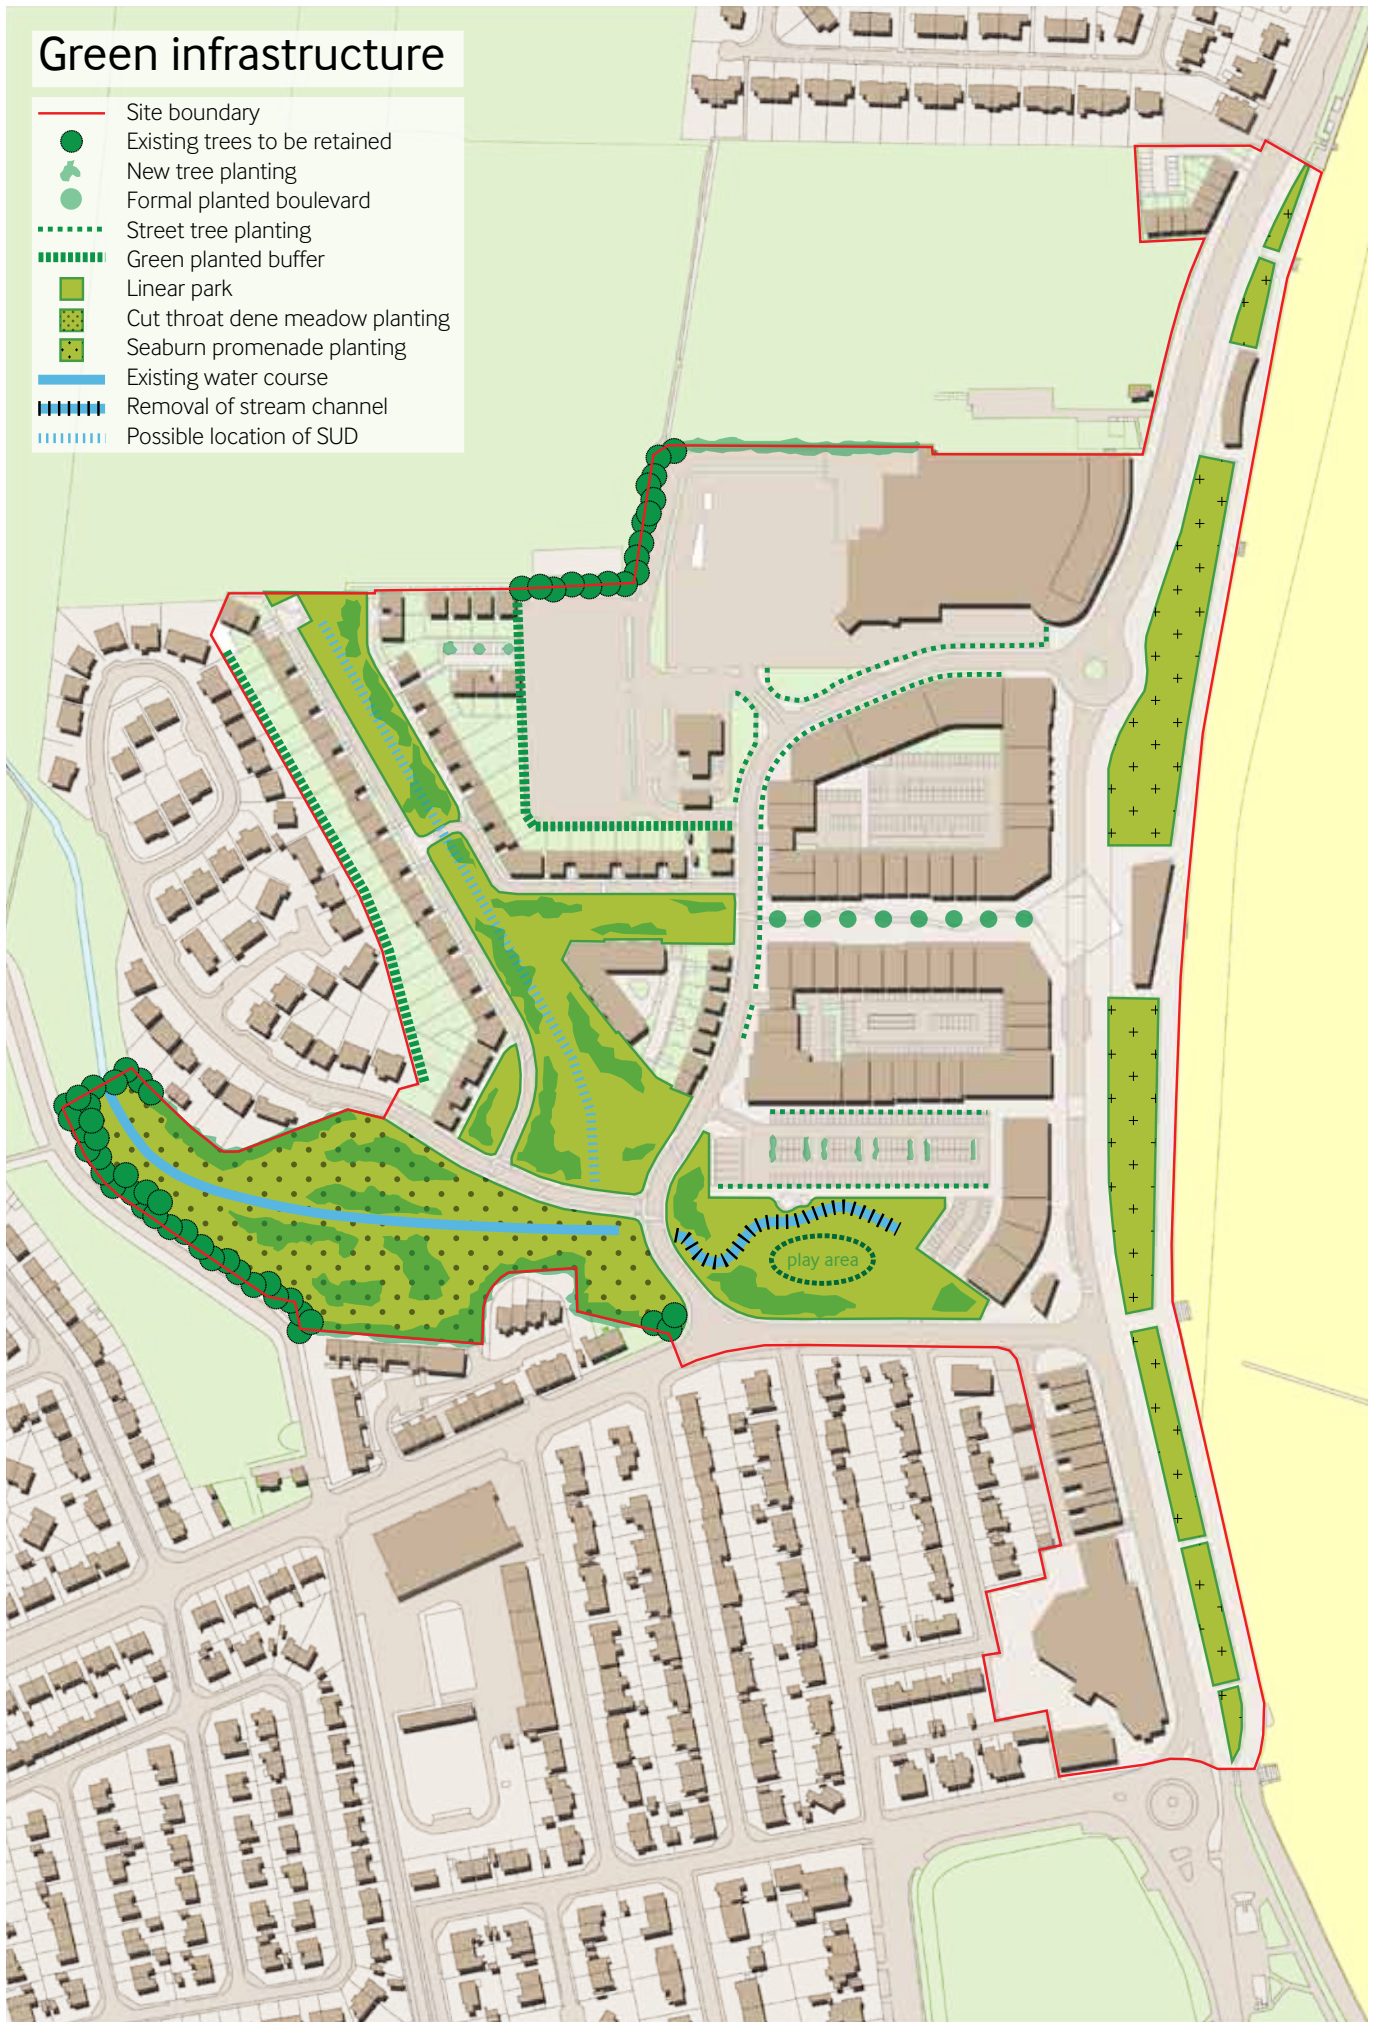 Green infrastructure
Site boundary
Existing trees to be retained
New tree planting
Formal planted boulevard
Street tree planting
Green planted buffer
Linear park
Cut throat dene meadow planting
Seaburn promenade planting
Existing water course
Removal of stream channel
Possible location of SUD
play area